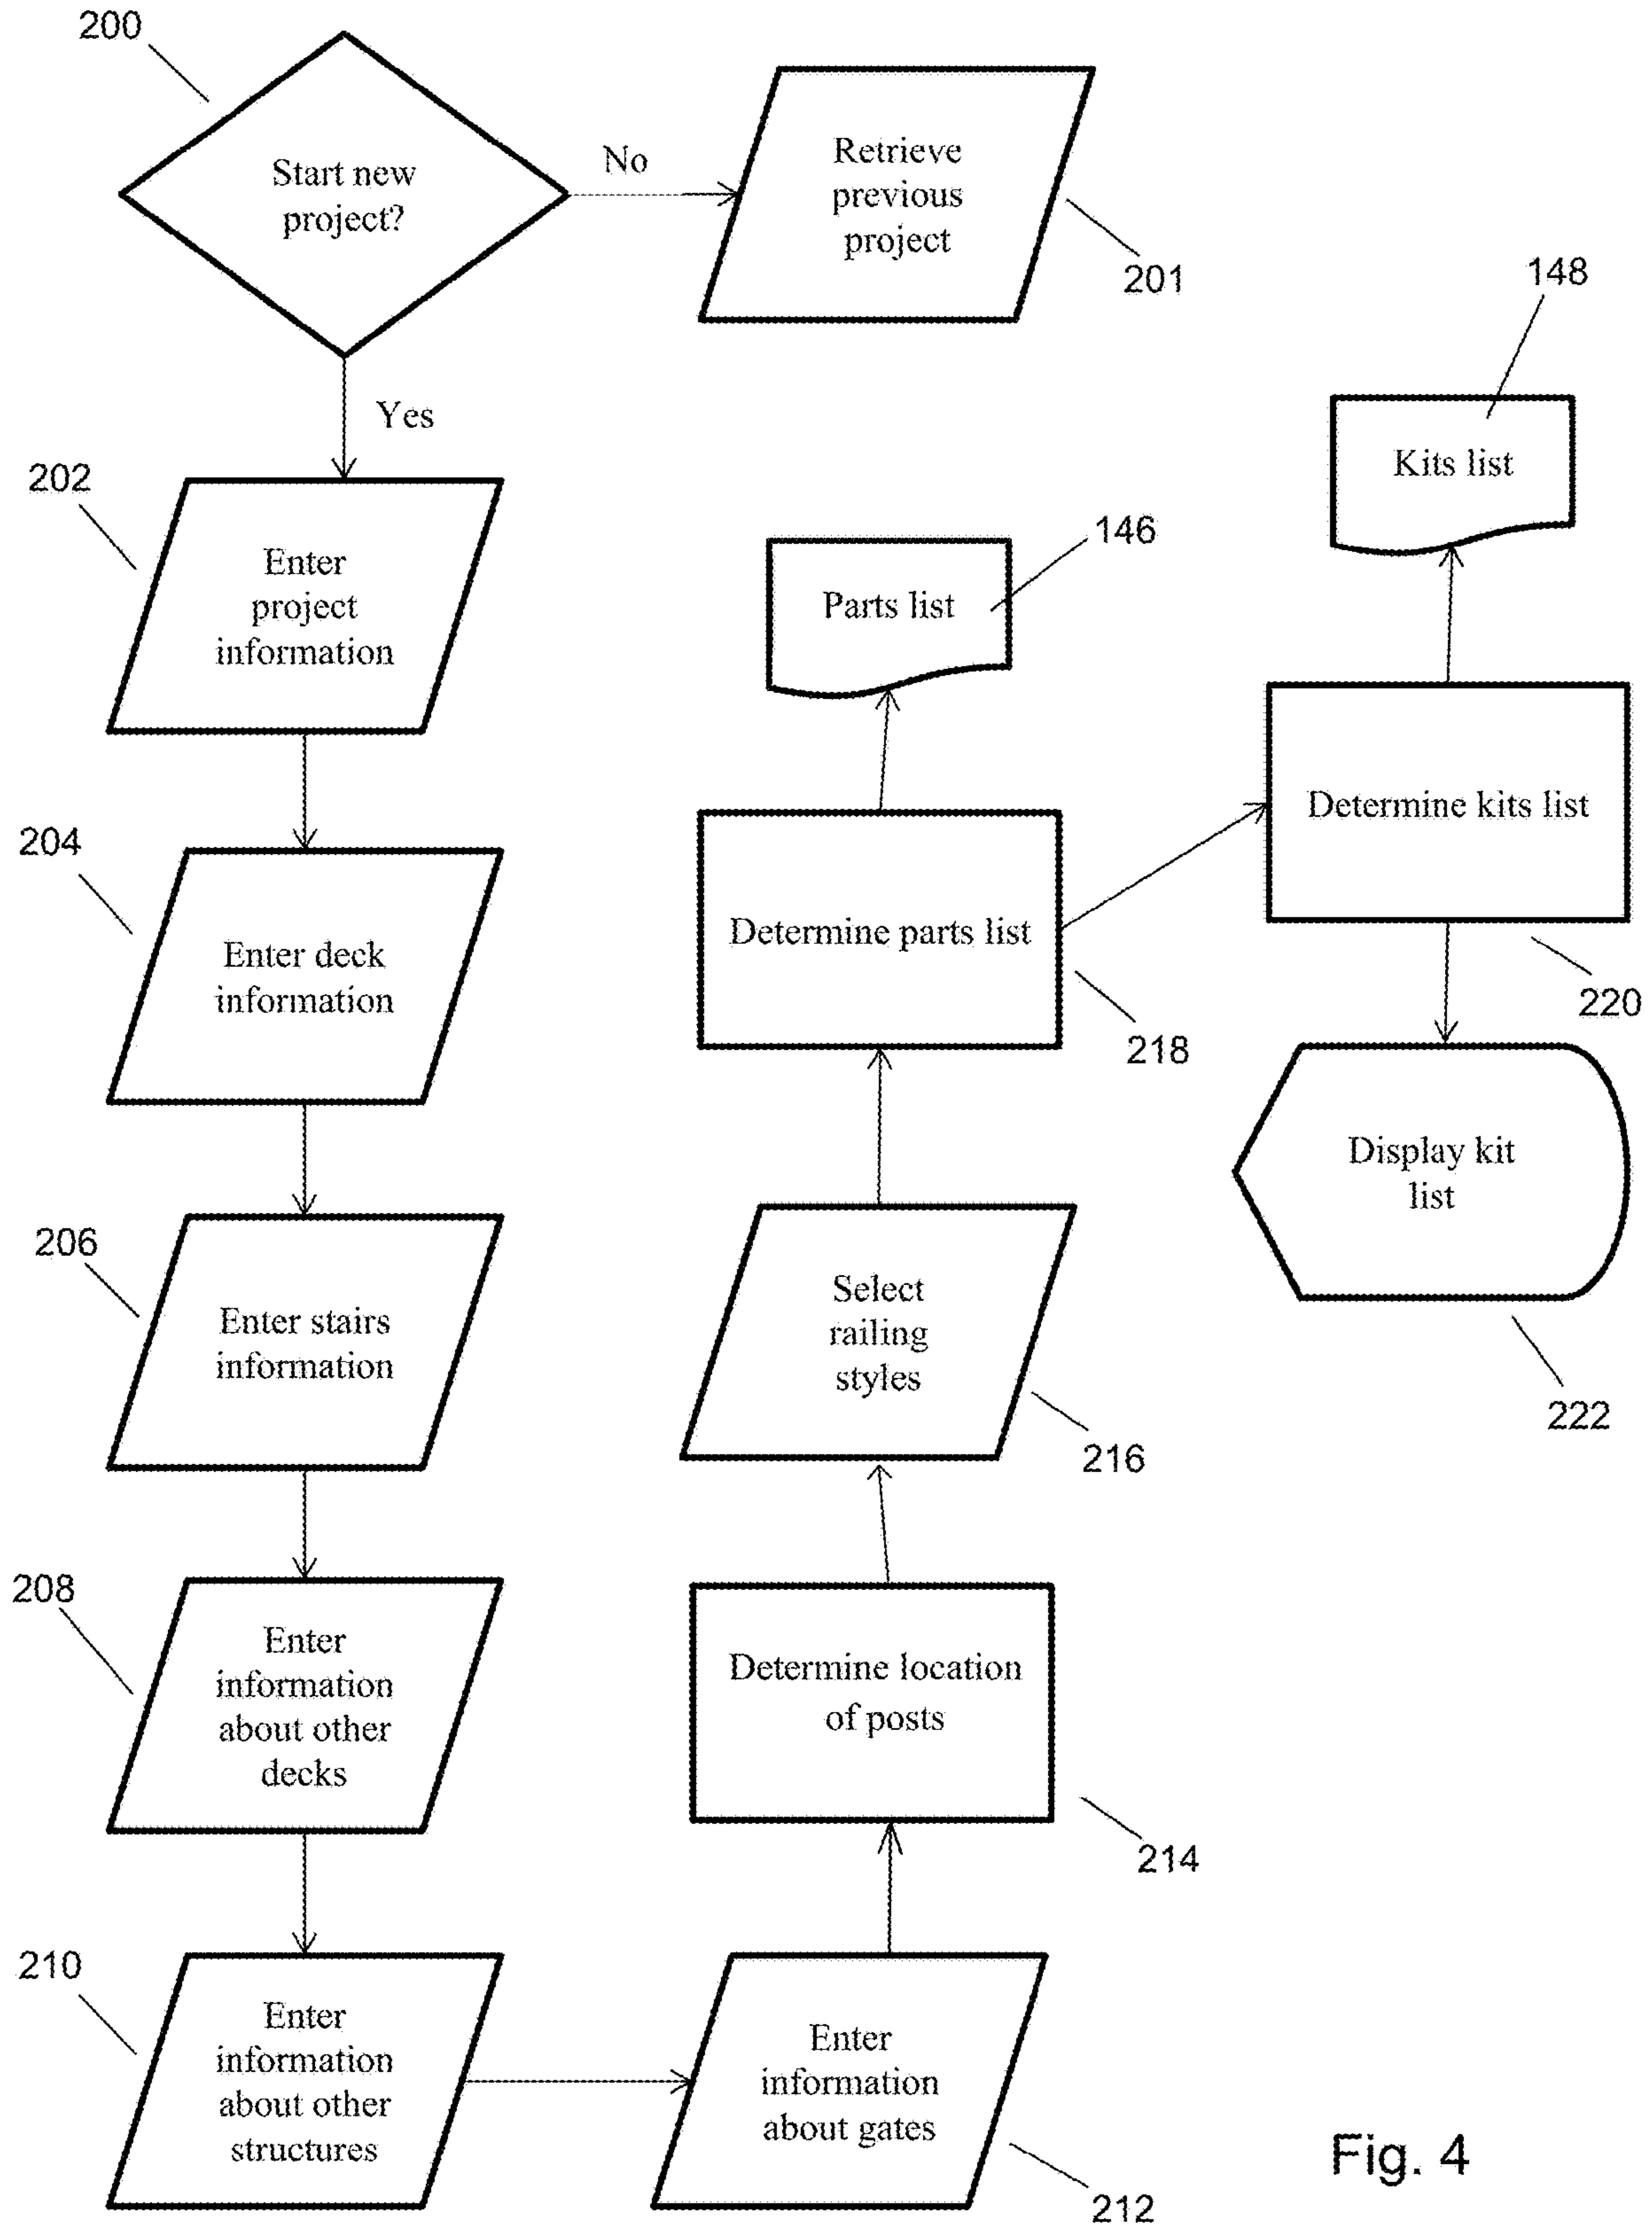 200
Start new
project?
No
Retrieve
previous
project
201
Yes
202
Enter
project
information
204
Enter deck
information
206
Enter stairs
information
208
Enter
information
about other
decks
210
Enter
information
about other
structures
Enter
information
about gates
212
Determine location
of posts
214
Select
railing
styles
216
Determine parts list
218
Parts list
146
Determine kits list
220
Kits list
148
Display kit
list
222
Fig. 4